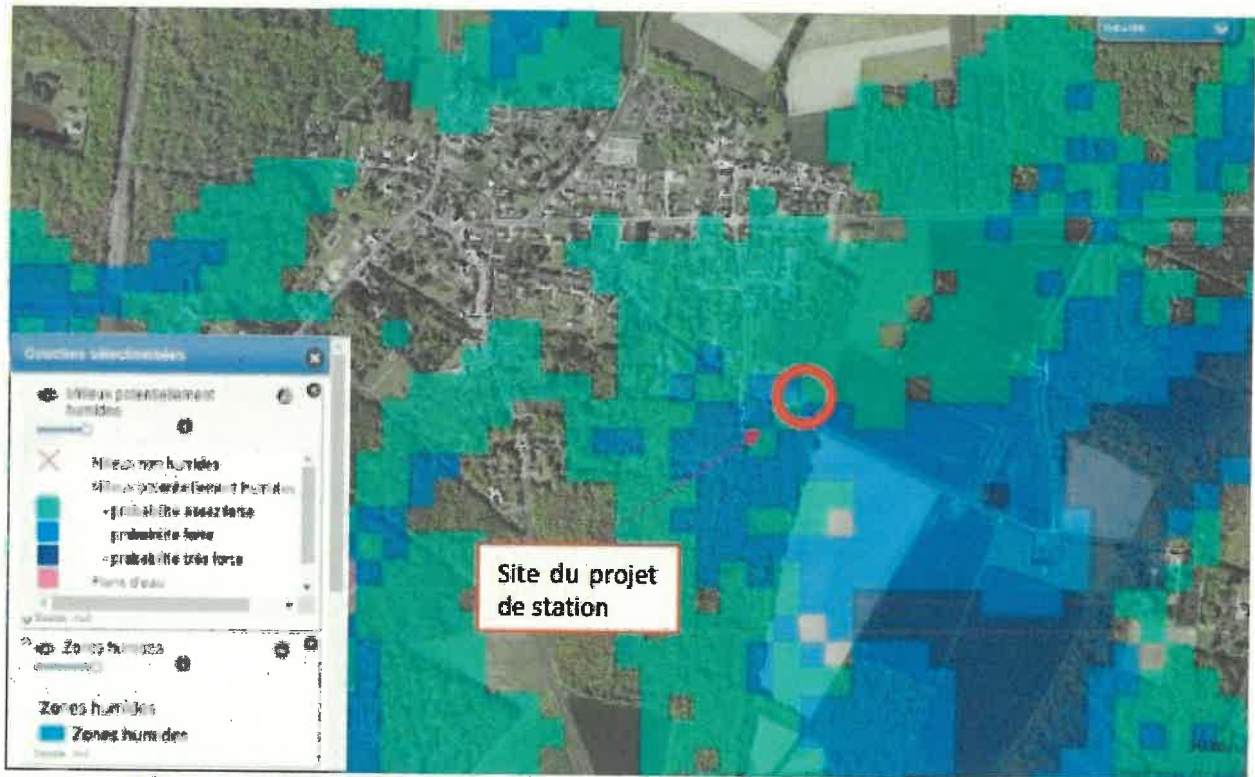 Couches sélectionnées
Milieux potentiellement
humides
Milieux non humides
Milieux potentiellement humid
- probabilité assez forte
probabilité forte
- probabilité très forte
Plans d'eau
Zones humides
Zones humides
Zones humides
Site du projet
de station